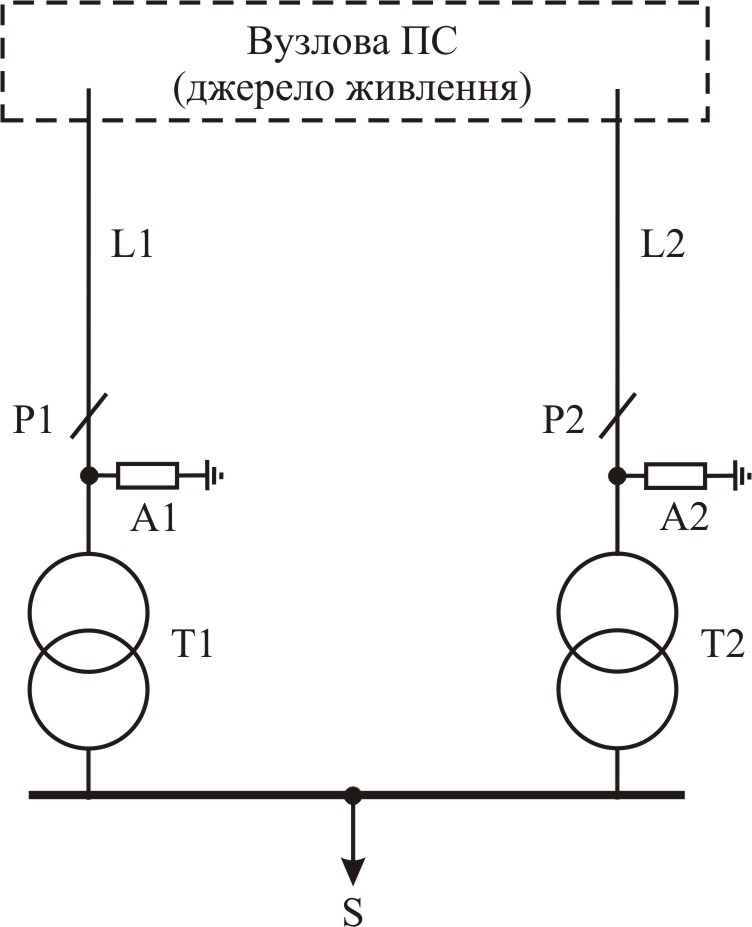 Вузлова ПС
(джерело живлення)
L1
L2
P1
P2
A1
A2
T1
T2
S